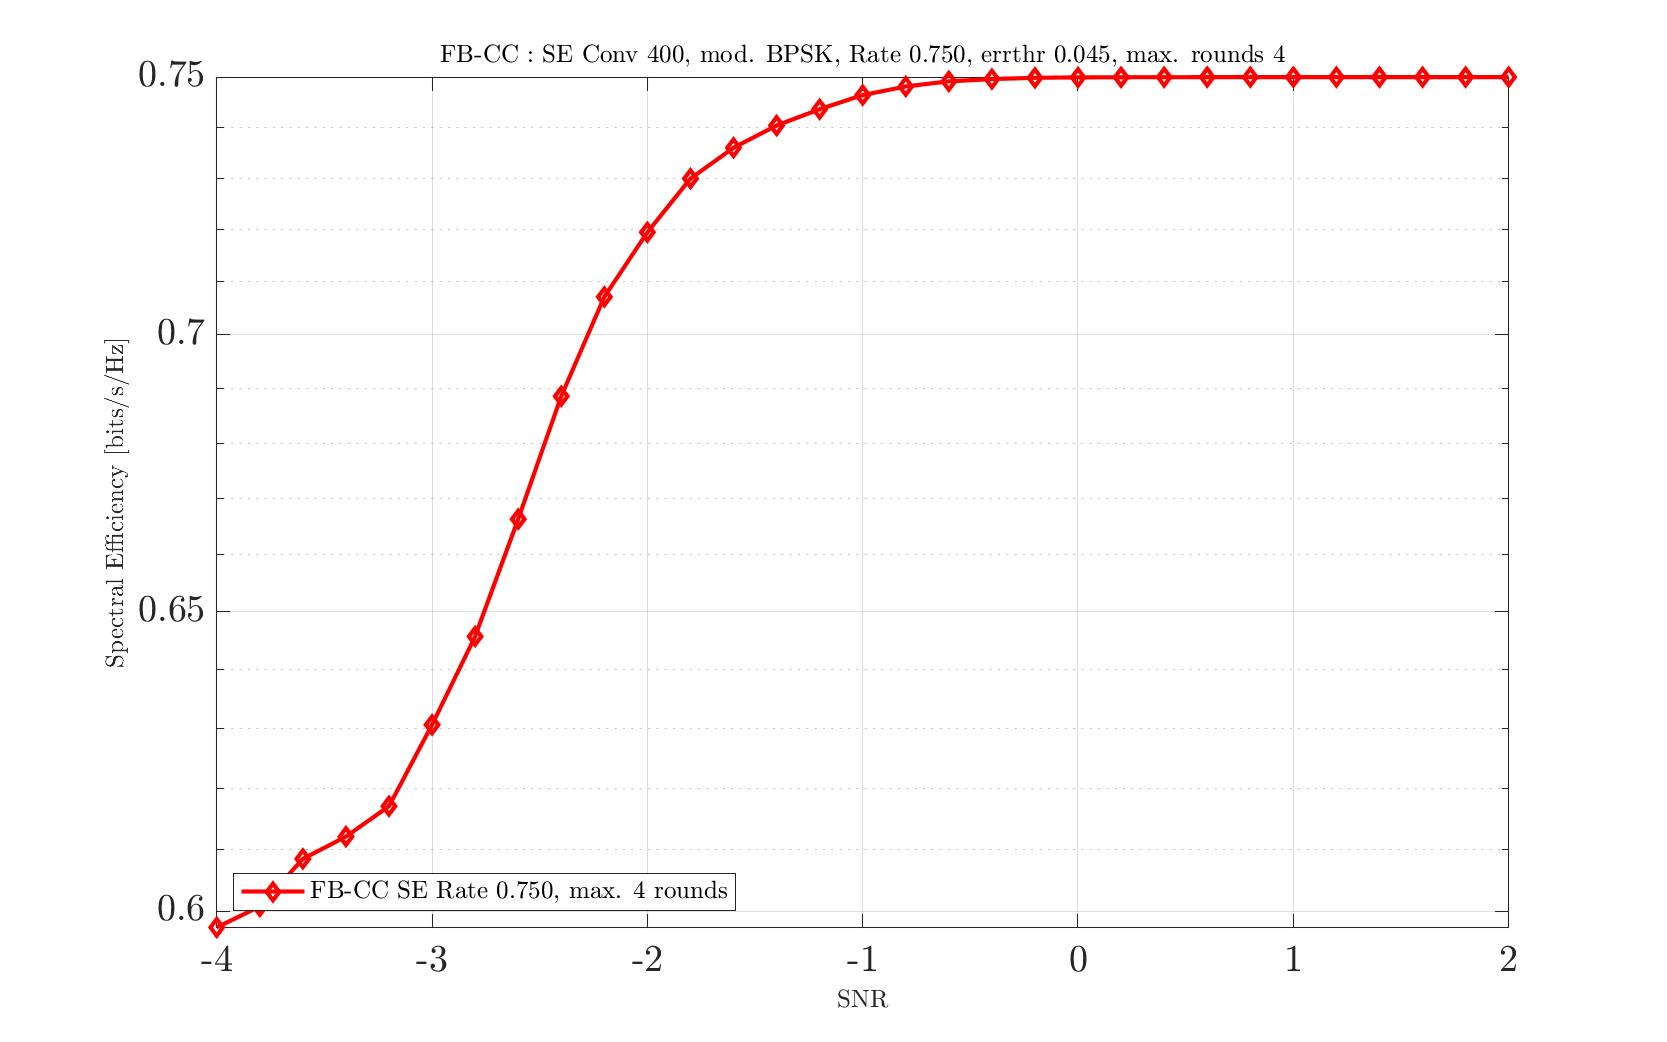 FB-CC : SE Conv 400, mod. BPSK, Rate 0.750, errthr 0.045, max. rounds 4
0.75
0.7
0.65
0.6
Spectral Efficiency [bits/s/Hz]
FB-CC SE Rate 0.750, max. 4 rounds
-4 -3 -2 -1 0 1 2
SNR